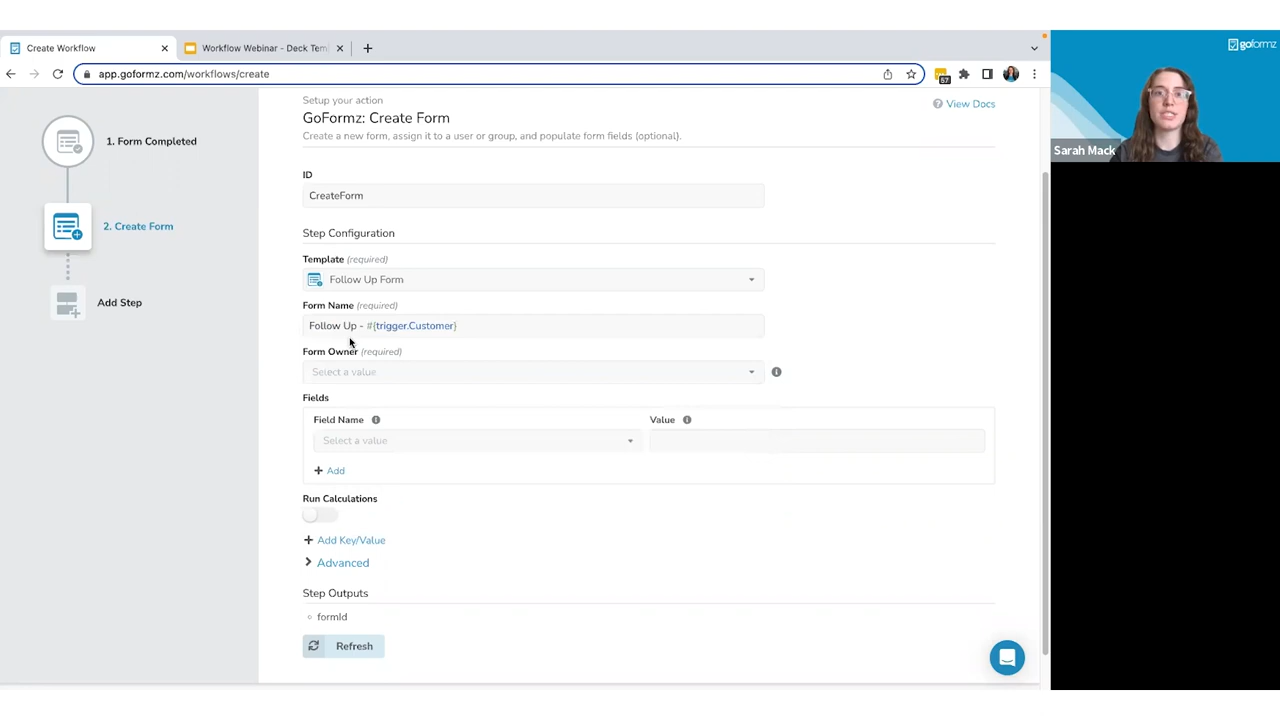 Create Workflow
Workflow Webinar - Deck Tem
app.goformz.com/workflows/create
57
goformz
Sarah Mack
1. Form Completed
2. Create Form
Add Step
Setup your action
View Docs
GoFormz: Create Form
Create a new form, assign it to a user or group, and populate form fields (optional).
ID
CreateForm
Step Configuration
Template (required)
Follow Up Form
Form Name (required)
Follow Up - #{trigger.Customer}
Form Owner (required)
Select a value
Fields
Field Name
Value
Select a value
Add
Run Calculations
Add Key/Value
Advanced
Step Outputs
formId
Refresh